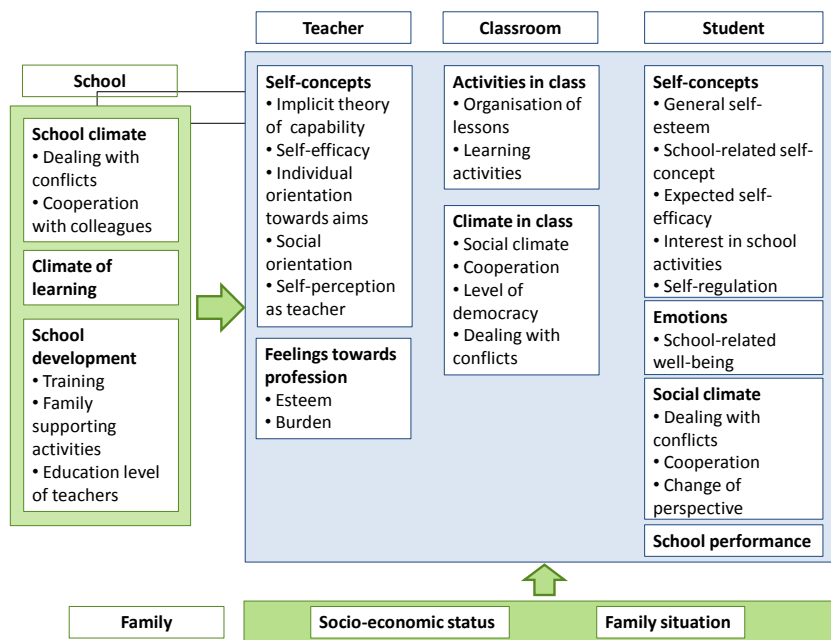 Teacher
Classroom
Student
School
School climate
• Dealing with
conflicts
• Cooperation
with colleagues
Climate of
learning
School
development
• Training
• Family
supporting
activities
• Education level
of teachers
Self-concepts
• Implicit theory
of capability
• Self-efficacy
• Individual
orientation
towards aims
• Social
orientation
• Self-perception
as teacher
Feelings towards
profession
• Esteem
• Burden
Activities in class
• Organisation of
lessons
• Learning
activities
Climate in class
• Social climate
• Cooperation
• Level of
democracy
• Dealing with
conflicts
Self-concepts
• General self-
esteem
• School-related self-
concept
• Expected self-
efficacy
• Interest in school
activities
• Self-regulation
Emotions
• School-related
well-being
Social climate
• Dealing with
conflicts
• Cooperation
• Change of
perspective
School performance
Family
Socio-economic status
Family situation